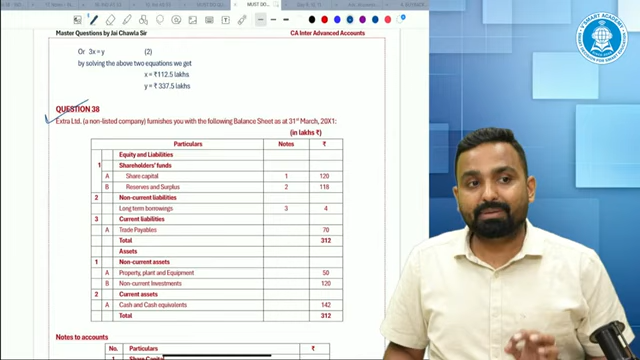 MUST DO...
Master Questions by Jai Chawla Sir
CA Inter Advanced Accounts
Or 3x = y (2)
by solving the above two equations we get
x = ₹112.5 lakhs
y = ₹ 337.5 lakhs
QUESTION 38
Extra Ltd. (a non-listed company) furnishes you with the following Balance Sheet as at 31st March, 20X1:
(in lakhs ₹)
Particulars Notes ₹
Equity and Liabilities
1 Shareholders' funds
A Share capital 1 120
B Reserves and Surplus 2 118
2 Non-current liabilities
Long term borrowings 3 4
3 Current liabilities
A Trade Payables 70
Total 312
Assets
1 Non-current assets
A Property, plant and Equipment 50
B Non-current Investments 120
2 Current assets
A Cash and Cash equivalents 142
Total 312
Notes to accounts
No. Particulars ₹
1 Share Capital